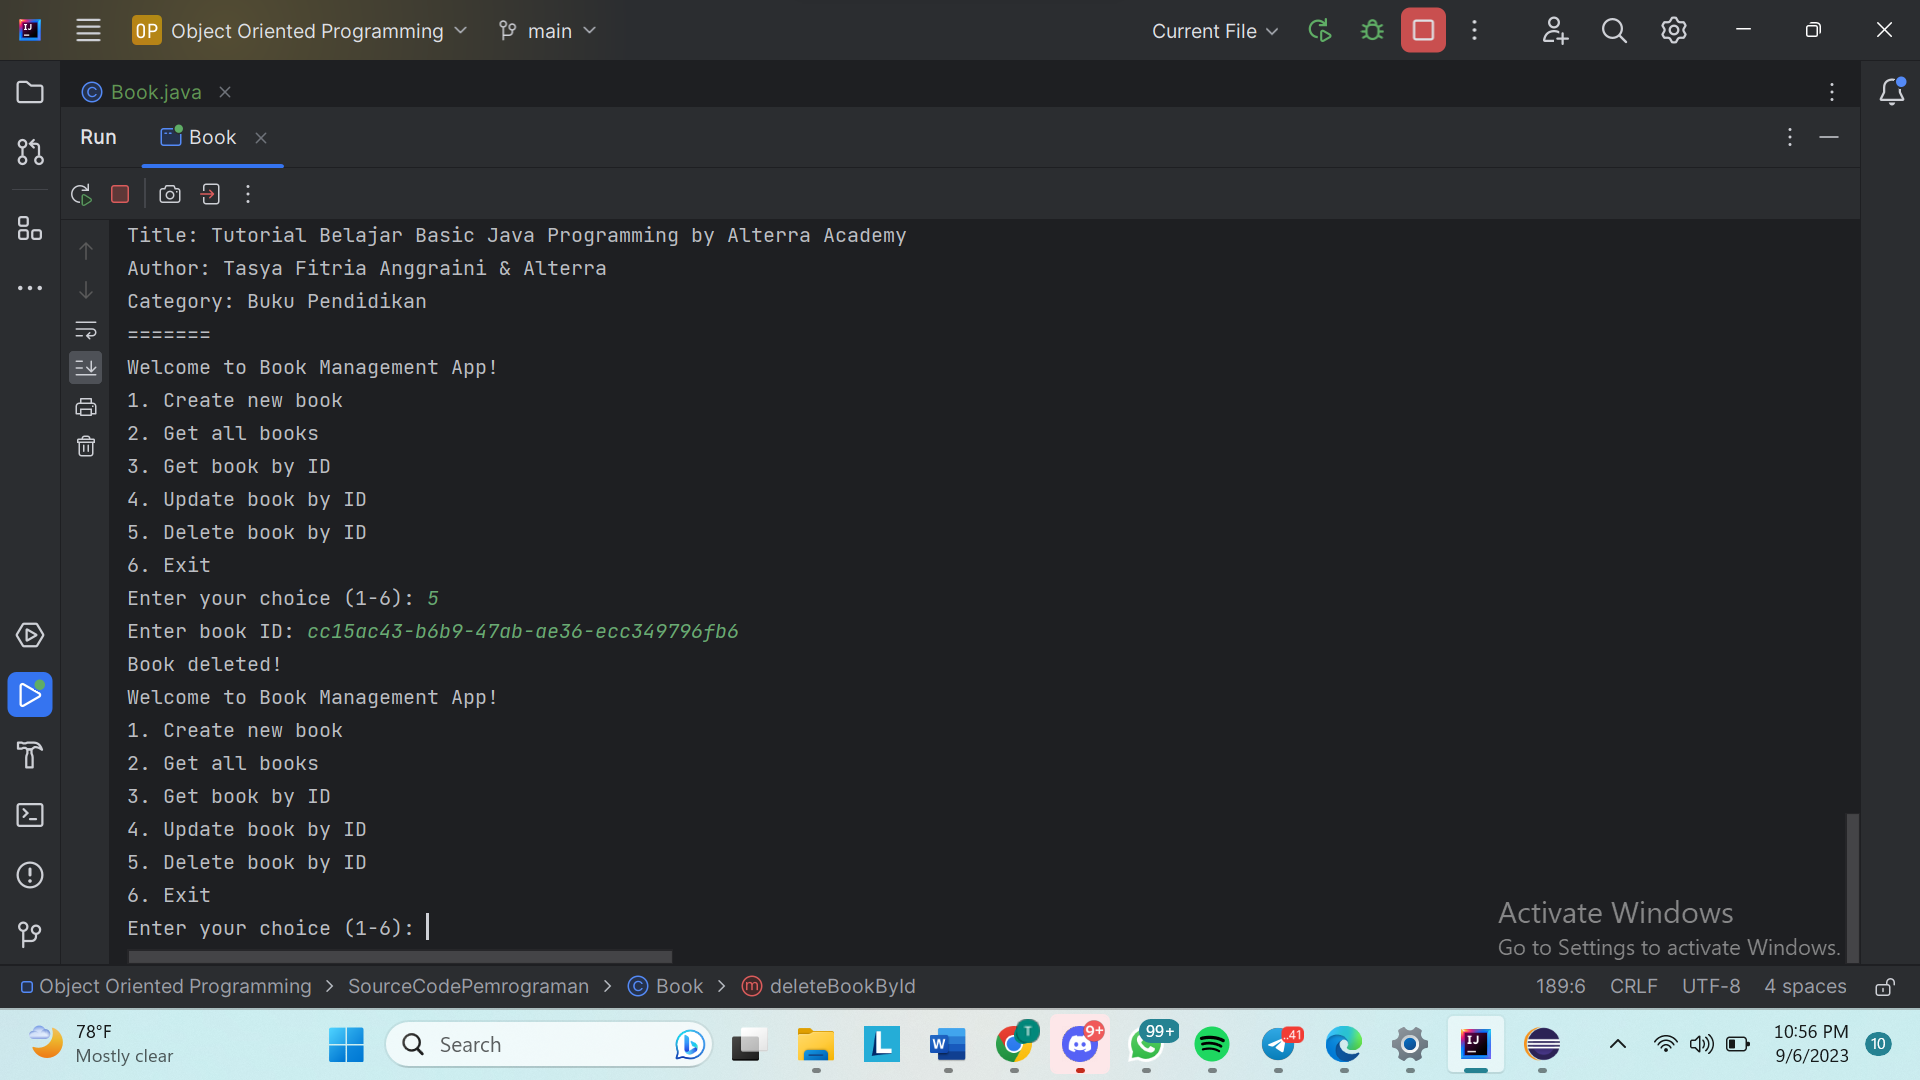 OP Object Oriented Programming main Current File
Book.java
Run Book
Title: Tutorial Belajar Basic Java Programming by Alterra Academy
Author: Tasya Fitria Anggraini & Alterra
Category: Buku Pendidikan
=======
Welcome to Book Management App!
1. Create new book
2. Get all books
3. Get book by ID
4. Update book by ID
5. Delete book by ID
6. Exit
Enter your choice (1-6): 5
Enter book ID: cc15ac43-b6b9-47ab-ae36-ecc349796fb6
Book deleted!
Welcome to Book Management App!
1. Create new book
2. Get all books
3. Get book by ID
4. Update book by ID
5. Delete book by ID
6. Exit
Enter your choice (1-6):
Activate Windows
Go to Settings to activate Windows.
Object Oriented Programming > SourceCodePemrograman > Book > deleteBookById 189:6 CRLF UTF-8 4 spaces
78°F
Mostly clear
Search
T
9+
99+
..41
10:56 PM
9/6/2023
10